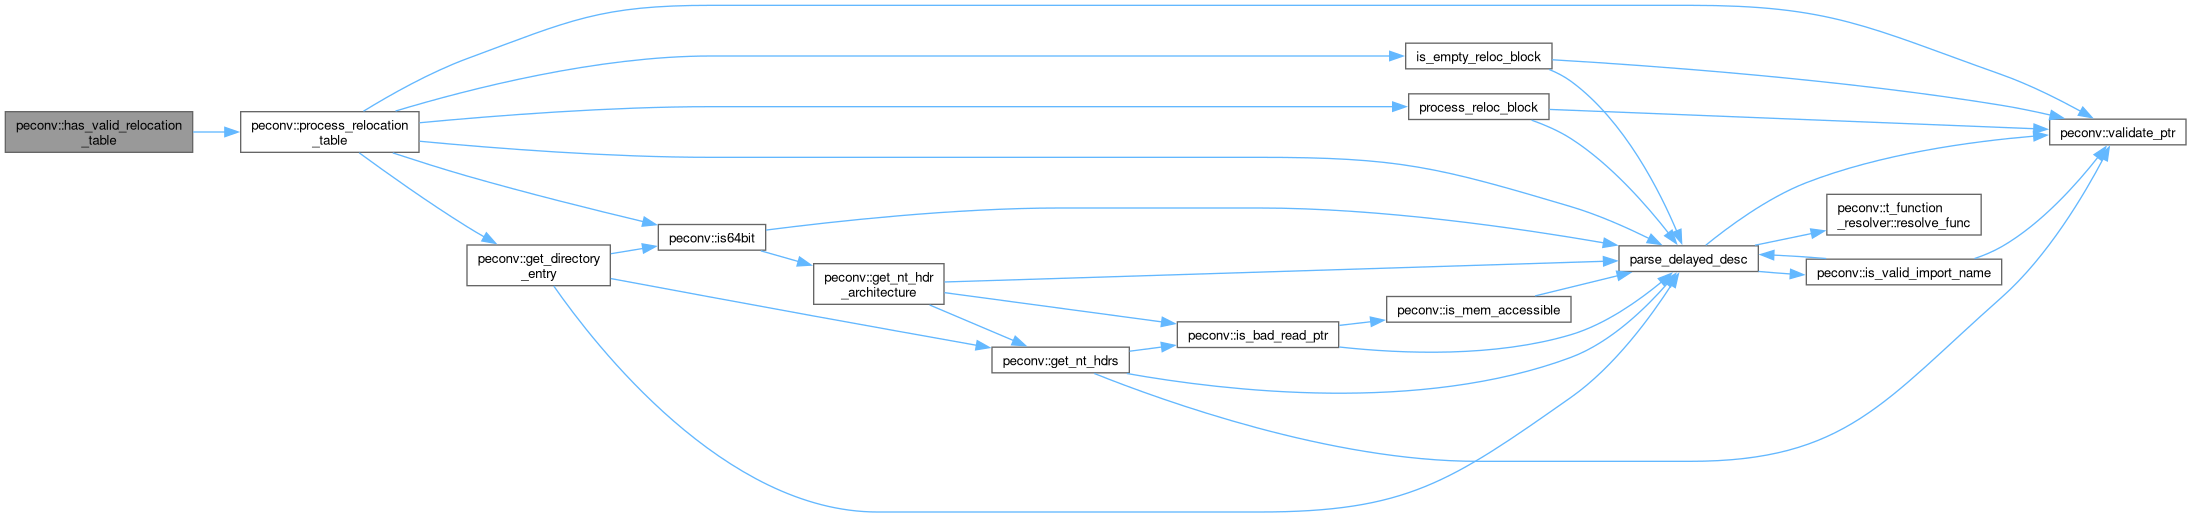 peconv::has_valid_relocation
_table
peconv::process_relocation
_table
peconv::get_directory
_entry
peconv::is64bit
peconv::get_nt_hdr
_architecture
peconv::get_nt_hdrs
peconv::is_bad_read_ptr
is_empty_reloc_block
process_reloc_block
peconv::is_mem_accessible
parse_delayed_desc
peconv::t_function
_resolver::resolve_func
peconv::is_valid_import_name
peconv::validate_ptr